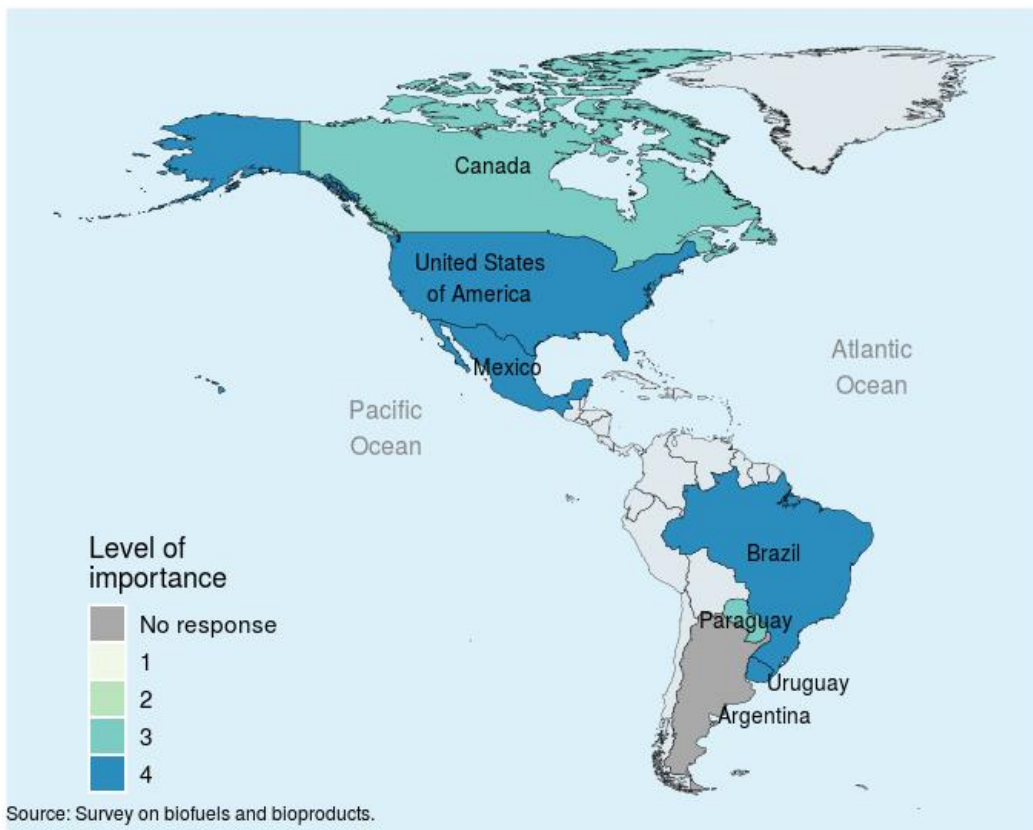 Canada
United States
of America
Mexico
Atlantic
Ocean
Pacific
Ocean
Brazil
Paraguay
Uruguay
Argentina
Level of
importance
No response
1
2
3
4
Source: Survey on biofuels and bioproducts.